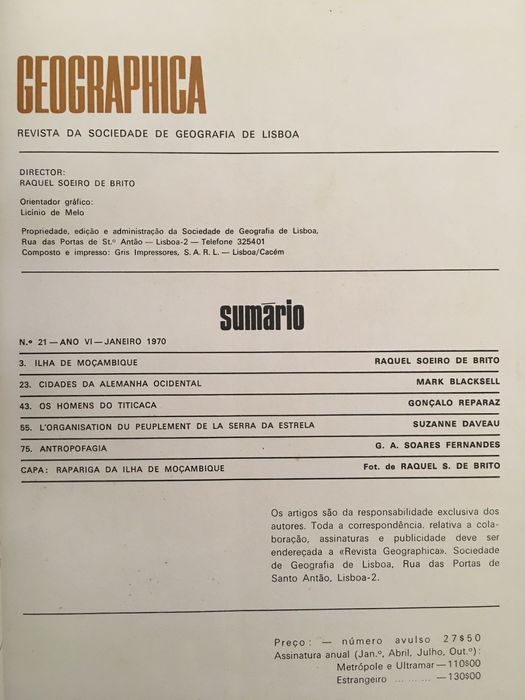 GEOGRAPHICA
REVISTA DA SOCIEDADE DE GEOGRAFIA DE LISBOA
DIRECTOR:
RAQUEL SOEIRO DE BRITO
Orientador gráfico:
Licinio de Melo
Propriedade, edição e administração da Sociedade de Geografia de Lisboa,
Rua das Portas de St.º Antão — Lisboa-2 — Telefone 325401
Composto e impresso: Gris Impressores, S. A. R. L. — Lisboa/Cacém
sumário
N.º 21 — ANO VI — JANEIRO 1970
3. ILHA DE MOÇAMBIQUE RAQUEL SOEIRO DE BRITO
23. CIDADES DA ALEMANHA OCIDENTAL MARK BLACKSELL
43. OS HOMENS DO TITICACA GONÇALO REPARAZ
55. L'ORGANISATION DU PEUPLEMENT DE LA SERRA DA ESTRELA SUZANNE DAVEAU
75. ANTROPOFAGIA G. A. SOARES FERNANDES
CAPA: RAPARIGA DA ILHA DE MOÇAMBIQUE Fot. de RAQUEL S. DE BRITO
Os artigos são da responsabilidade exclusiva dos
autores. Toda a correspondência, relativa a cola-
boração, assinaturas e publicidade deve ser
endereçada a «Revista Geographica». Sociedade
de Geografia de Lisboa, Rua das Portas de
Santo Antão, Lisboa-2.
Preço: — número avulso 27$50
Assinatura anual (Jan.º, Abril, Julho, Out.º):
Metrópole e Ultramar — 110$00
Estrangeiro ... ... ... — 130$00